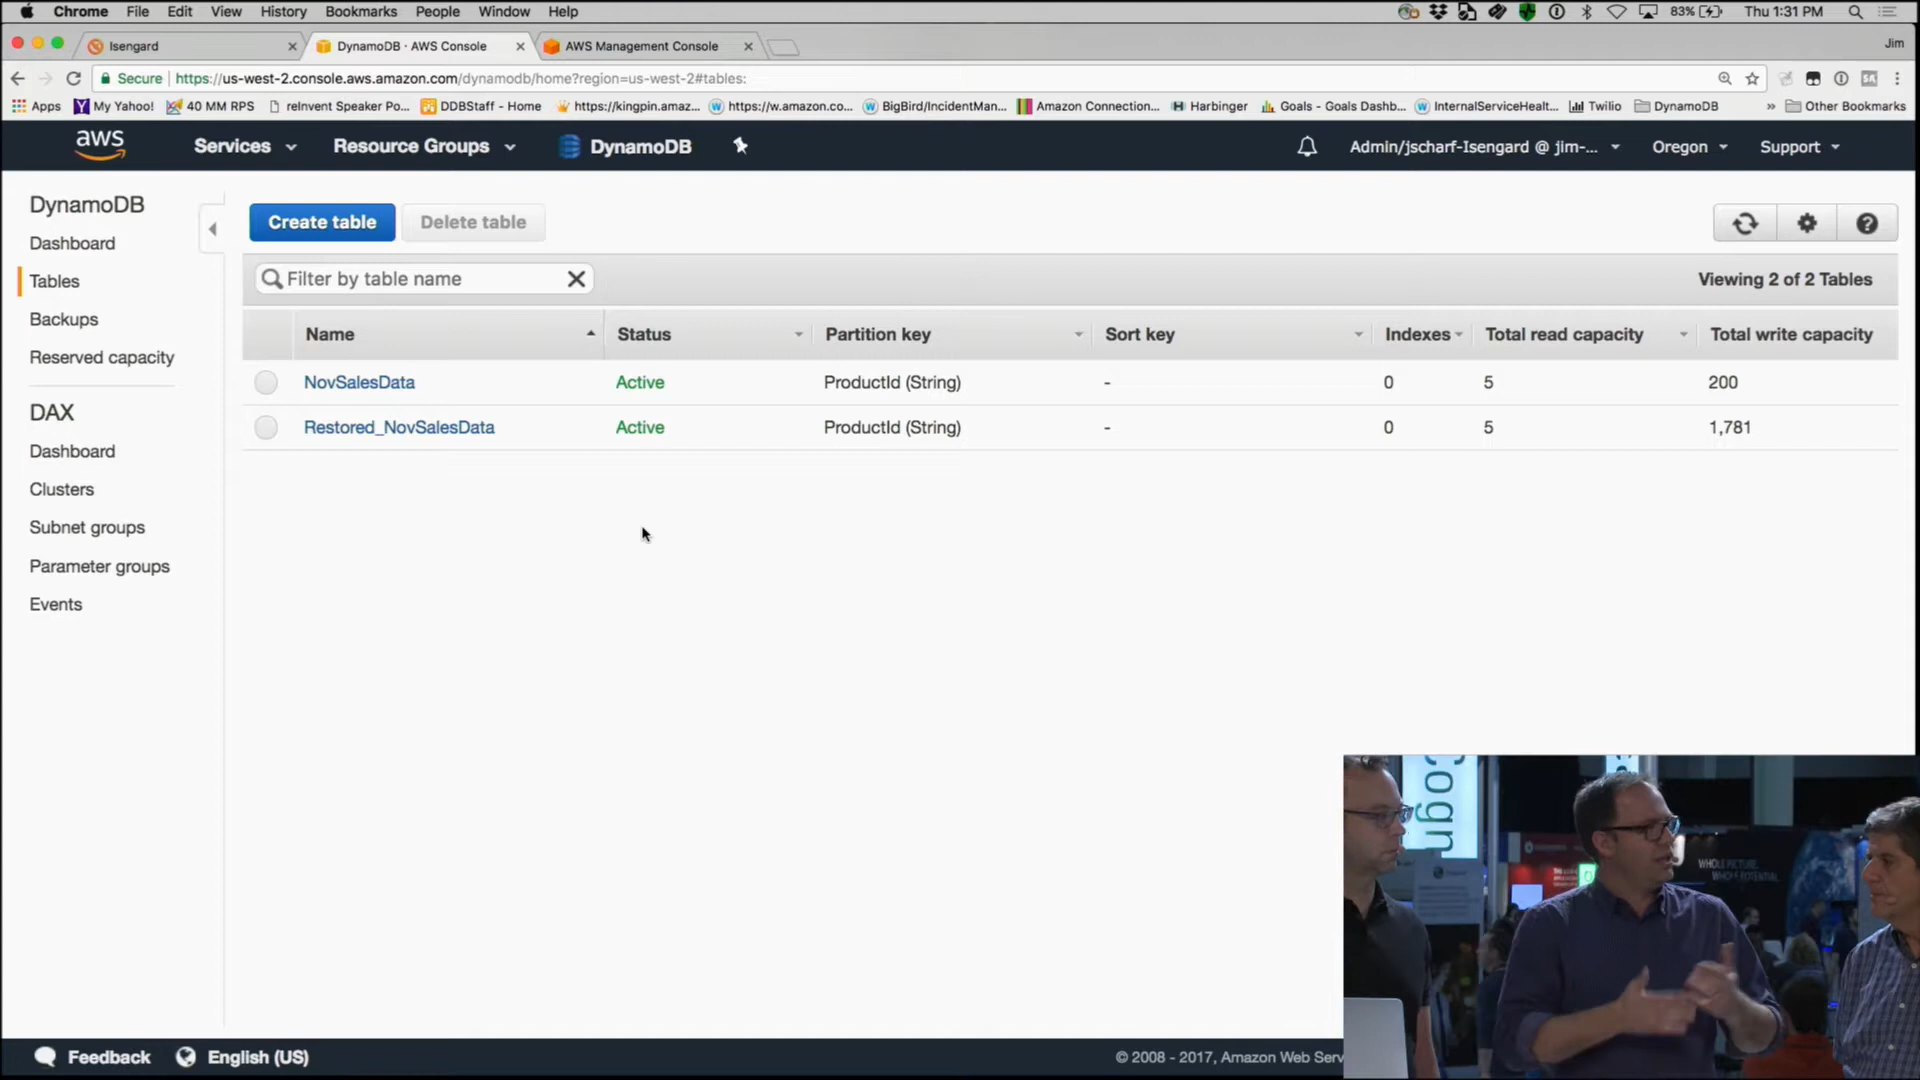 Chrome File Edit View History Bookmarks People Window Help 83% Thu 1:31 PM
Isengard DynamoDB · AWS Console AWS Management Console Jim
Secure https://us-west-2.console.aws.amazon.com/dynamodb/home?region=us-west-2#tables:
Apps My Yahoo! 40 MM RPS reInvent Speaker Po... DDBStaff - Home https://kingpin.amaz... https://w.amazon.co... BigBird/IncidentMan... Amazon Connection... Harbinger Goals - Goals Dashb... InternalServiceHealt... Twilio DynamoDB » Other Bookmarks
aws Services Resource Groups DynamoDB Admin/jscharf-Isengard @ jim-... Oregon Support
DynamoDB
Dashboard
Tables
Backups
Reserved capacity
DAX
Dashboard
Clusters
Subnet groups
Parameter groups
Events
Create table Delete table
Filter by table name Viewing 2 of 2 Tables
Name Status Partition key Sort key Indexes Total read capacity Total write capacity
NovSalesData Active ProductId (String) - 0 5 200
Restored_NovSalesData Active ProductId (String) - 0 5 1,781
Cogn
WHOLE PICTURE.
WHOLE POTENTIAL.
Feedback English (US) © 2008 - 2017, Amazon Web Serv